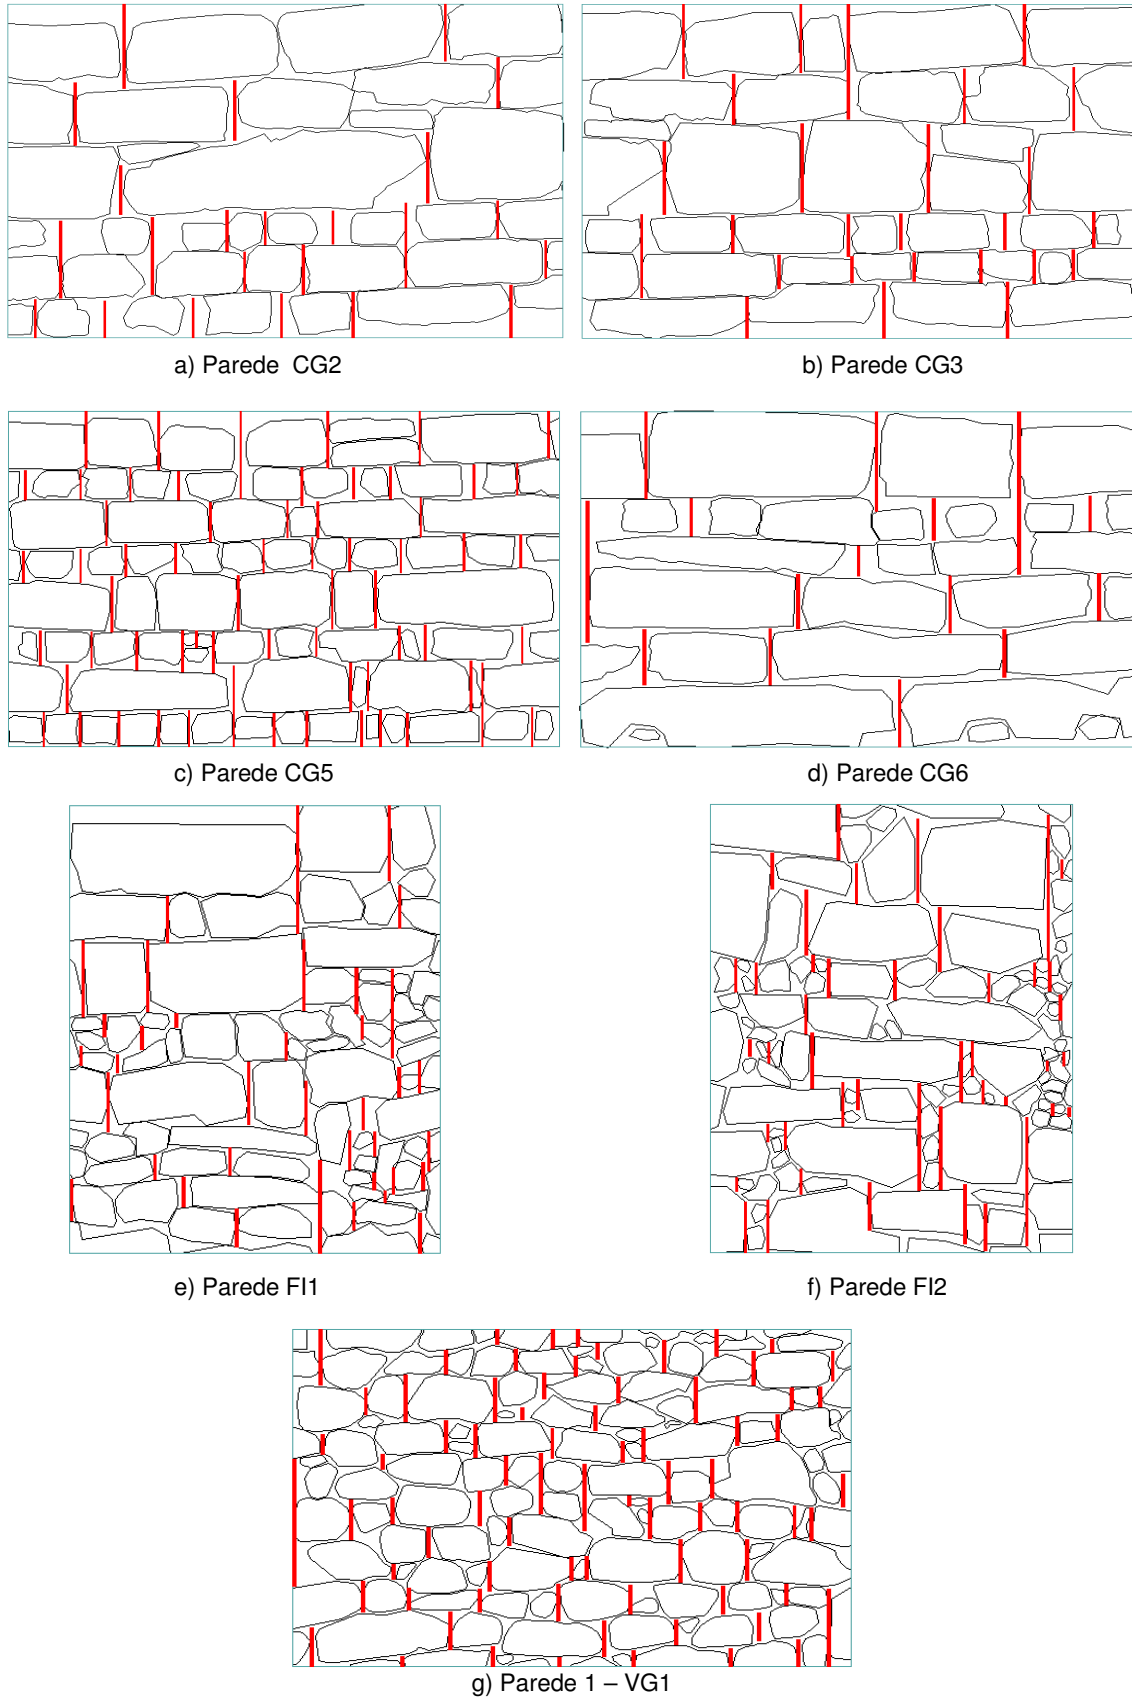 a) Parede CG2
b) Parede CG3
c) Parede CG5
d) Parede CG6
e) Parede FI1
f) Parede FI2
g) Parede 1 – VG1